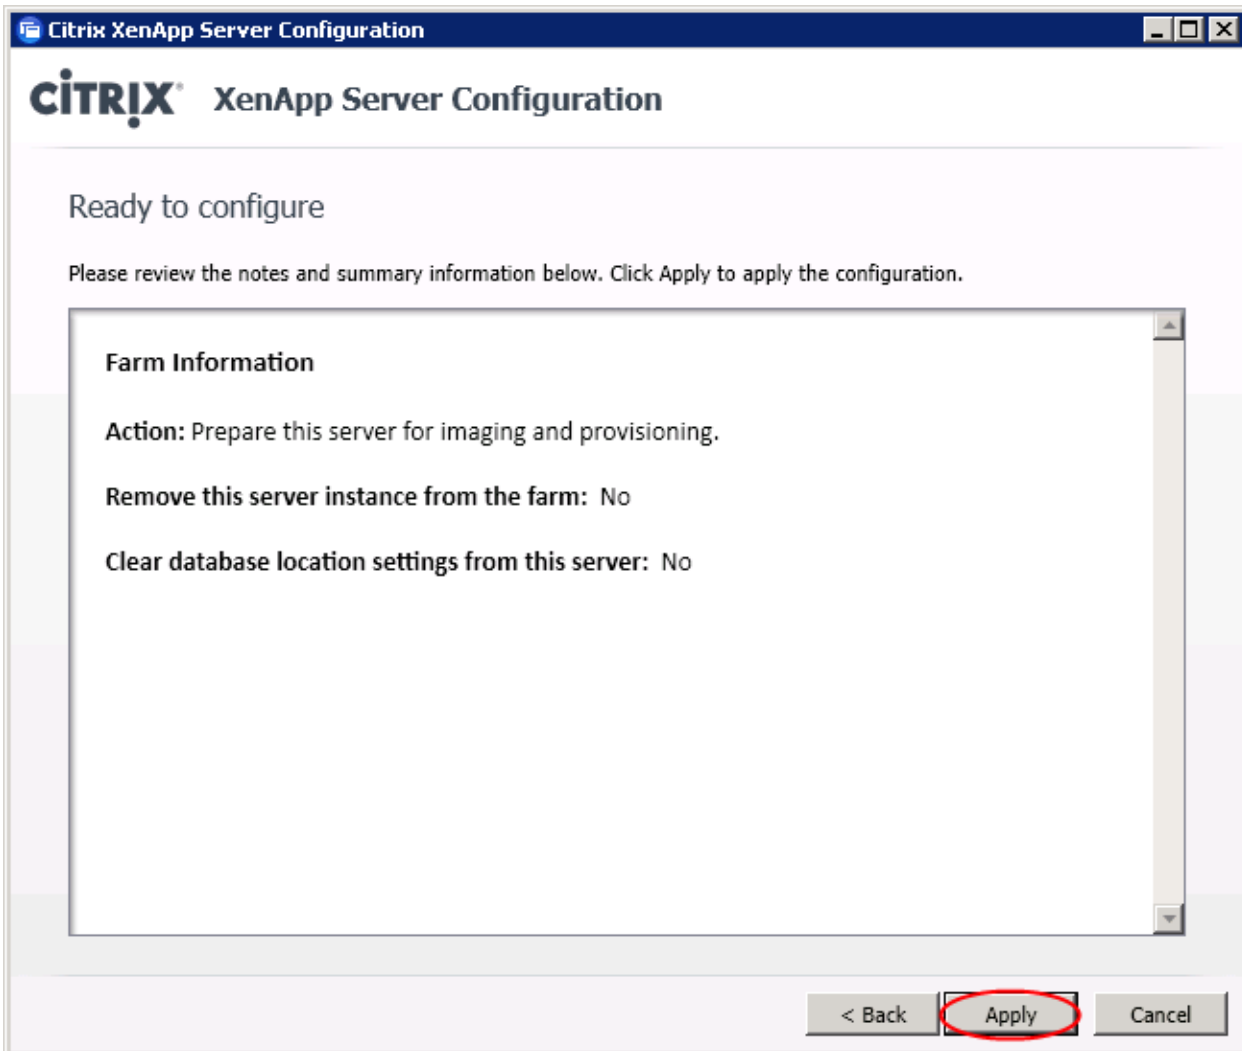 Citrix XenApp Server Configuration
CİTRIX® XenApp Server Configuration
Ready to configure
Please review the notes and summary information below. Click Apply to apply the configuration.
Farm Information
Action: Prepare this server for imaging and provisioning.
Remove this server instance from the farm: No
Clear database location settings from this server: No
< Back Apply Cancel